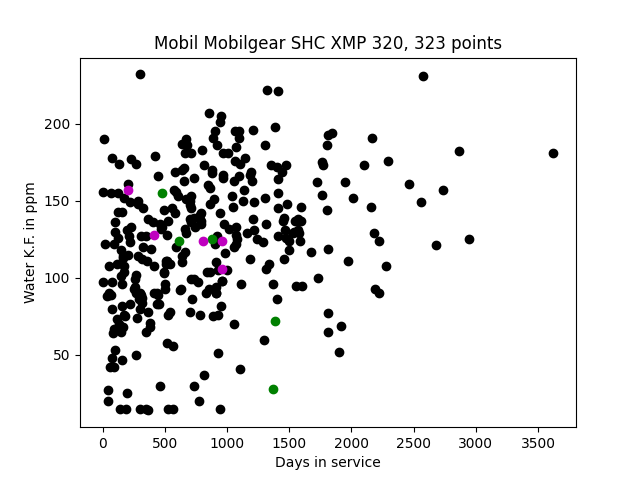 Mobil Mobilgear SHC XMP 320, 323 points
200
150
100
50
Water K.F. in ppm
0 500 1000 1500 2000 2500 3000 3500
Days in service